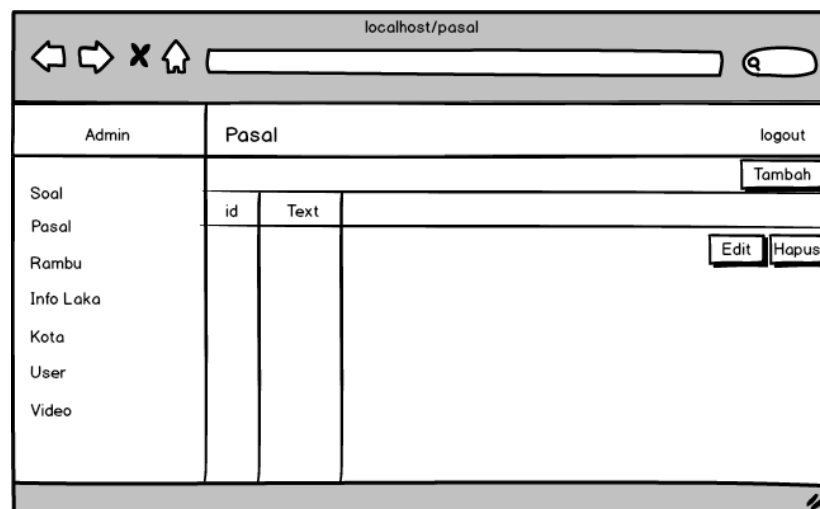 localhost/pasal
Admin
Pasal
logout
Tambah
Soal
Pasal
Rambu
Info Laka
Kota
User
Video
id
Text
Edit
Hapus